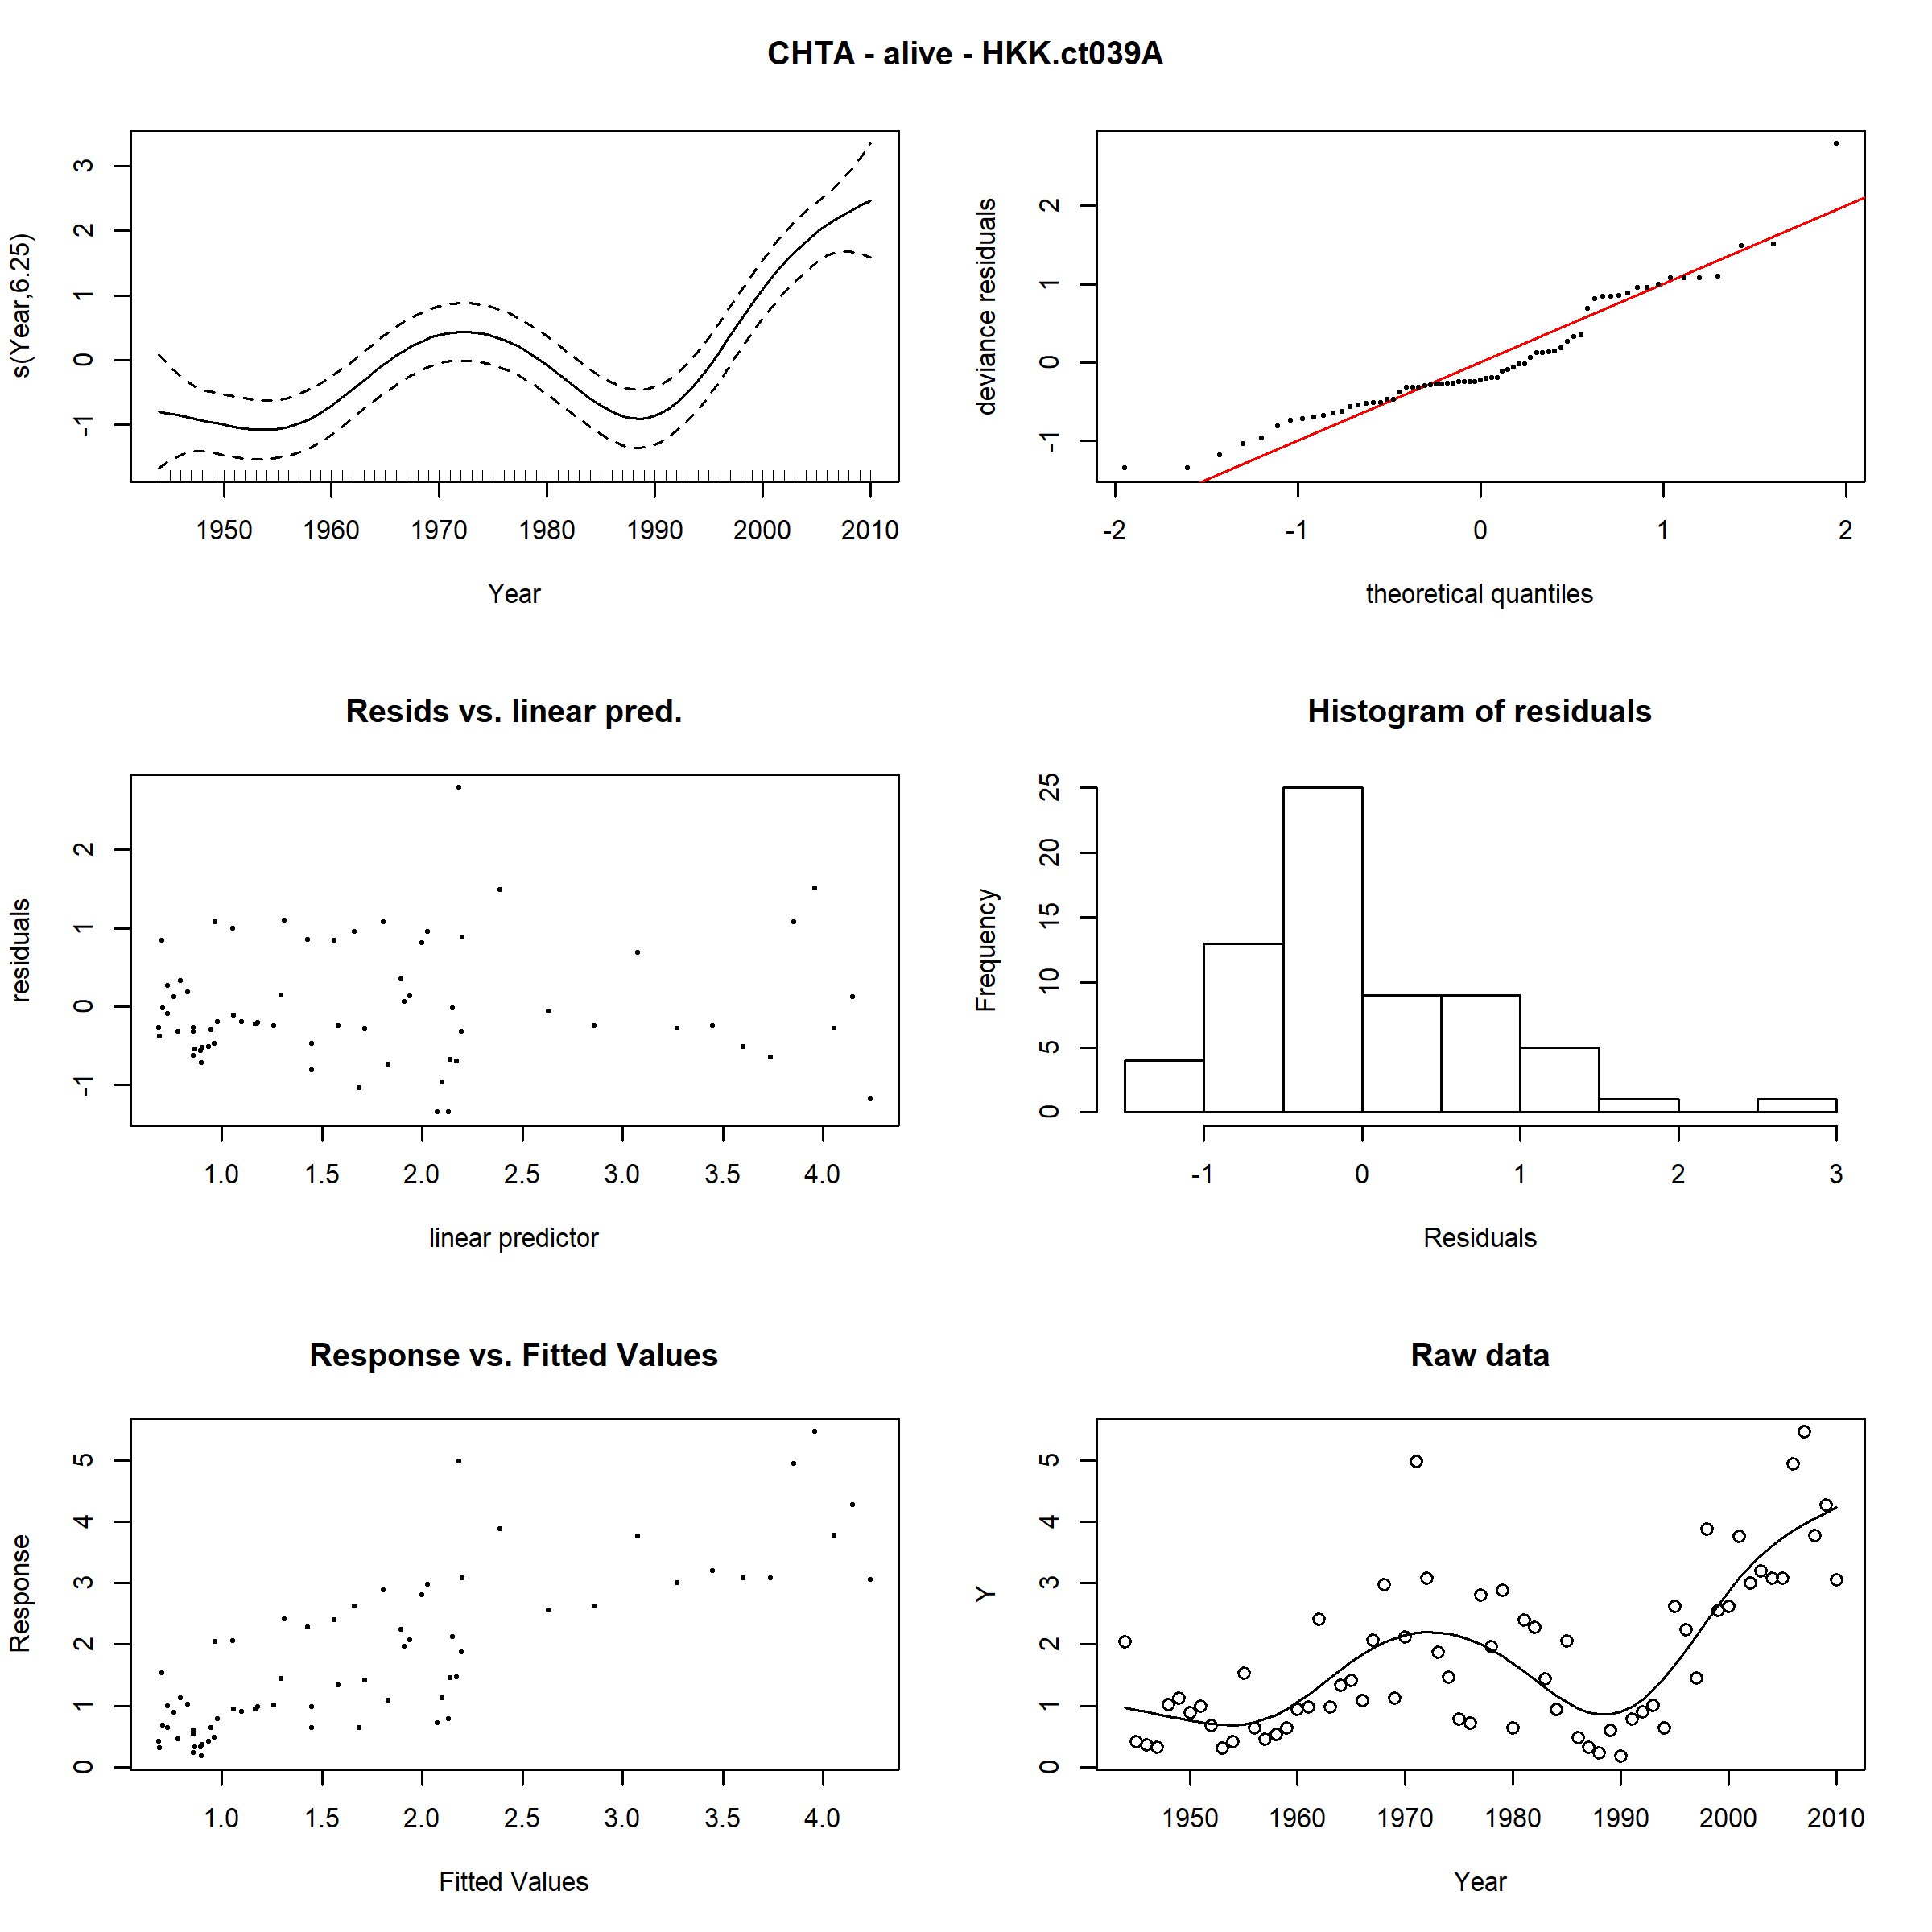 CHTA - alive - HKK.ct039A
s(Year,6.25)
-1 0 1 2 3
1950 1960 1970 1980 1990 2000 2010
Year
deviance residuals
-1 0 1 2
-2 -1 0 1 2
theoretical quantiles
Resids vs. linear pred.
residuals
-1 0 1 2
1.0 1.5 2.0 2.5 3.0 3.5 4.0
linear predictor
Histogram of residuals
Frequency
0 5 10 15 20 25
-1 0 1 2 3
Residuals
Response vs. Fitted Values
Response
0 1 2 3 4 5
1.0 1.5 2.0 2.5 3.0 3.5 4.0
Fitted Values
Raw data
Y
0 1 2 3 4 5
1950 1960 1970 1980 1990 2000 2010
Year